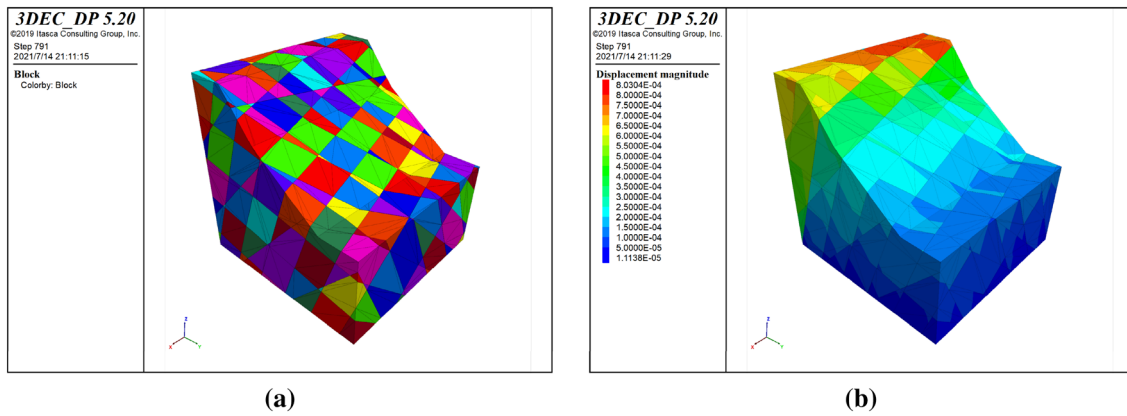 3DEC_DP 5.20
©2019 Itasca Consulting Group, Inc.
Step 791
2021/7/14 21:11:15
Block
Colorby: Block
Z
X
Y
(a)
3DEC_DP 5.20
©2019 Itasca Consulting Group, Inc.
Step 791
2021/7/14 21:11:29
Displacement magnitude
8.0304E-04
8.0000E-04
7.5000E-04
7.0000E-04
6.5000E-04
6.0000E-04
5.5000E-04
5.0000E-04
4.5000E-04
4.0000E-04
3.5000E-04
3.0000E-04
2.5000E-04
2.0000E-04
1.5000E-04
1.0000E-04
5.0000E-05
1.1138E-05
Z
X
Y
(b)